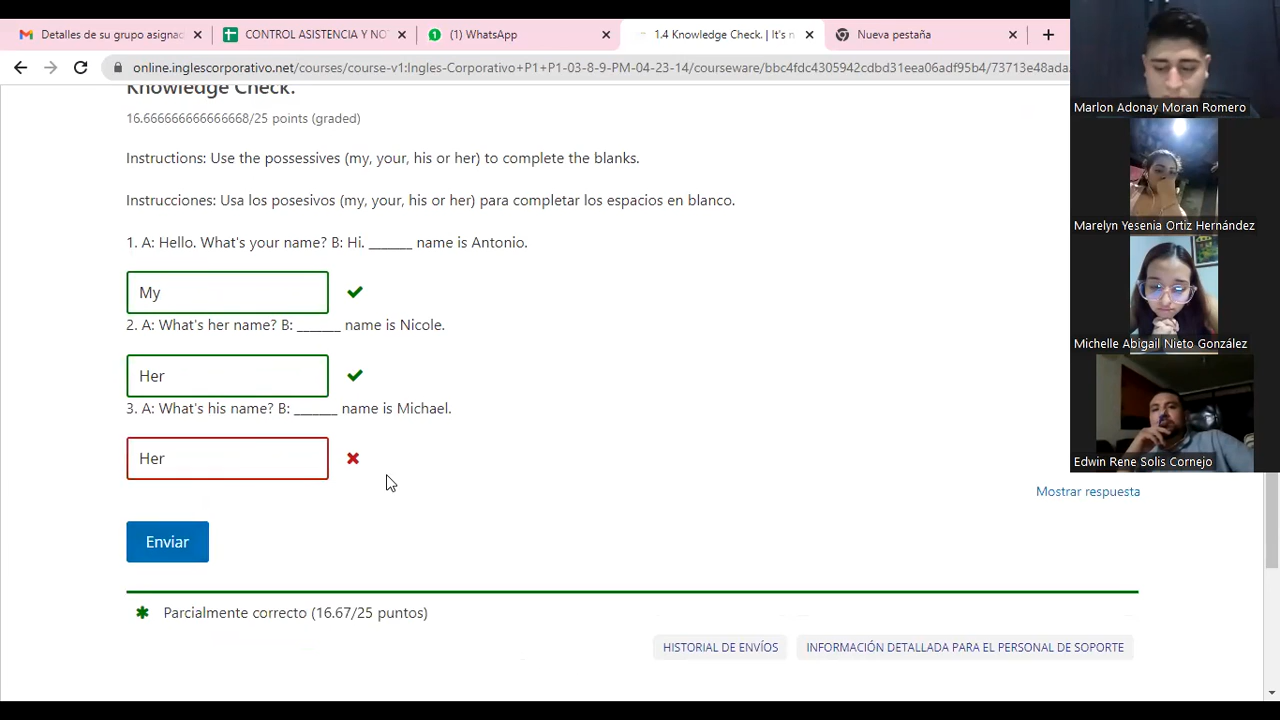 Detalles de su grupo asignac
CONTROL ASISTENCIA Y NO
1
(1) WhatsApp
1.4 Knowledge Check. | It's n
Nueva pestaña
online.inglescorporativo.net/courses/course-v1:Ingles-Corporativo+P1+P1-03-8-9-PM-04-23-14/courseware/bbc4fdc4305942cdbd31eea06adf95b4/73713e48ada
Knowledge Check.
16.666666666666668/25 points (graded)
Instructions: Use the possessives (my, your, his or her) to complete the blanks.
Instrucciones: Usa los posesivos (my, your, his or her) para completar los espacios en blanco.
1. A: Hello. What's your name? B: Hi. ______ name is Antonio.
My
2. A: What's her name? B: ______ name is Nicole.
Her
3. A: What's his name? B: ______ name is Michael.
Her
Mostrar respuesta
Enviar
Parcialmente correcto (16.67/25 puntos)
HISTORIAL DE ENVÍOS
INFORMACIÓN DETALLADA PARA EL PERSONAL DE SOPORTE
Marlon Adonay Moran Romero
Marelyn Yesenia Ortiz Hernández
Michelle Abigail Nieto González
Edwin Rene Solis Cornejo